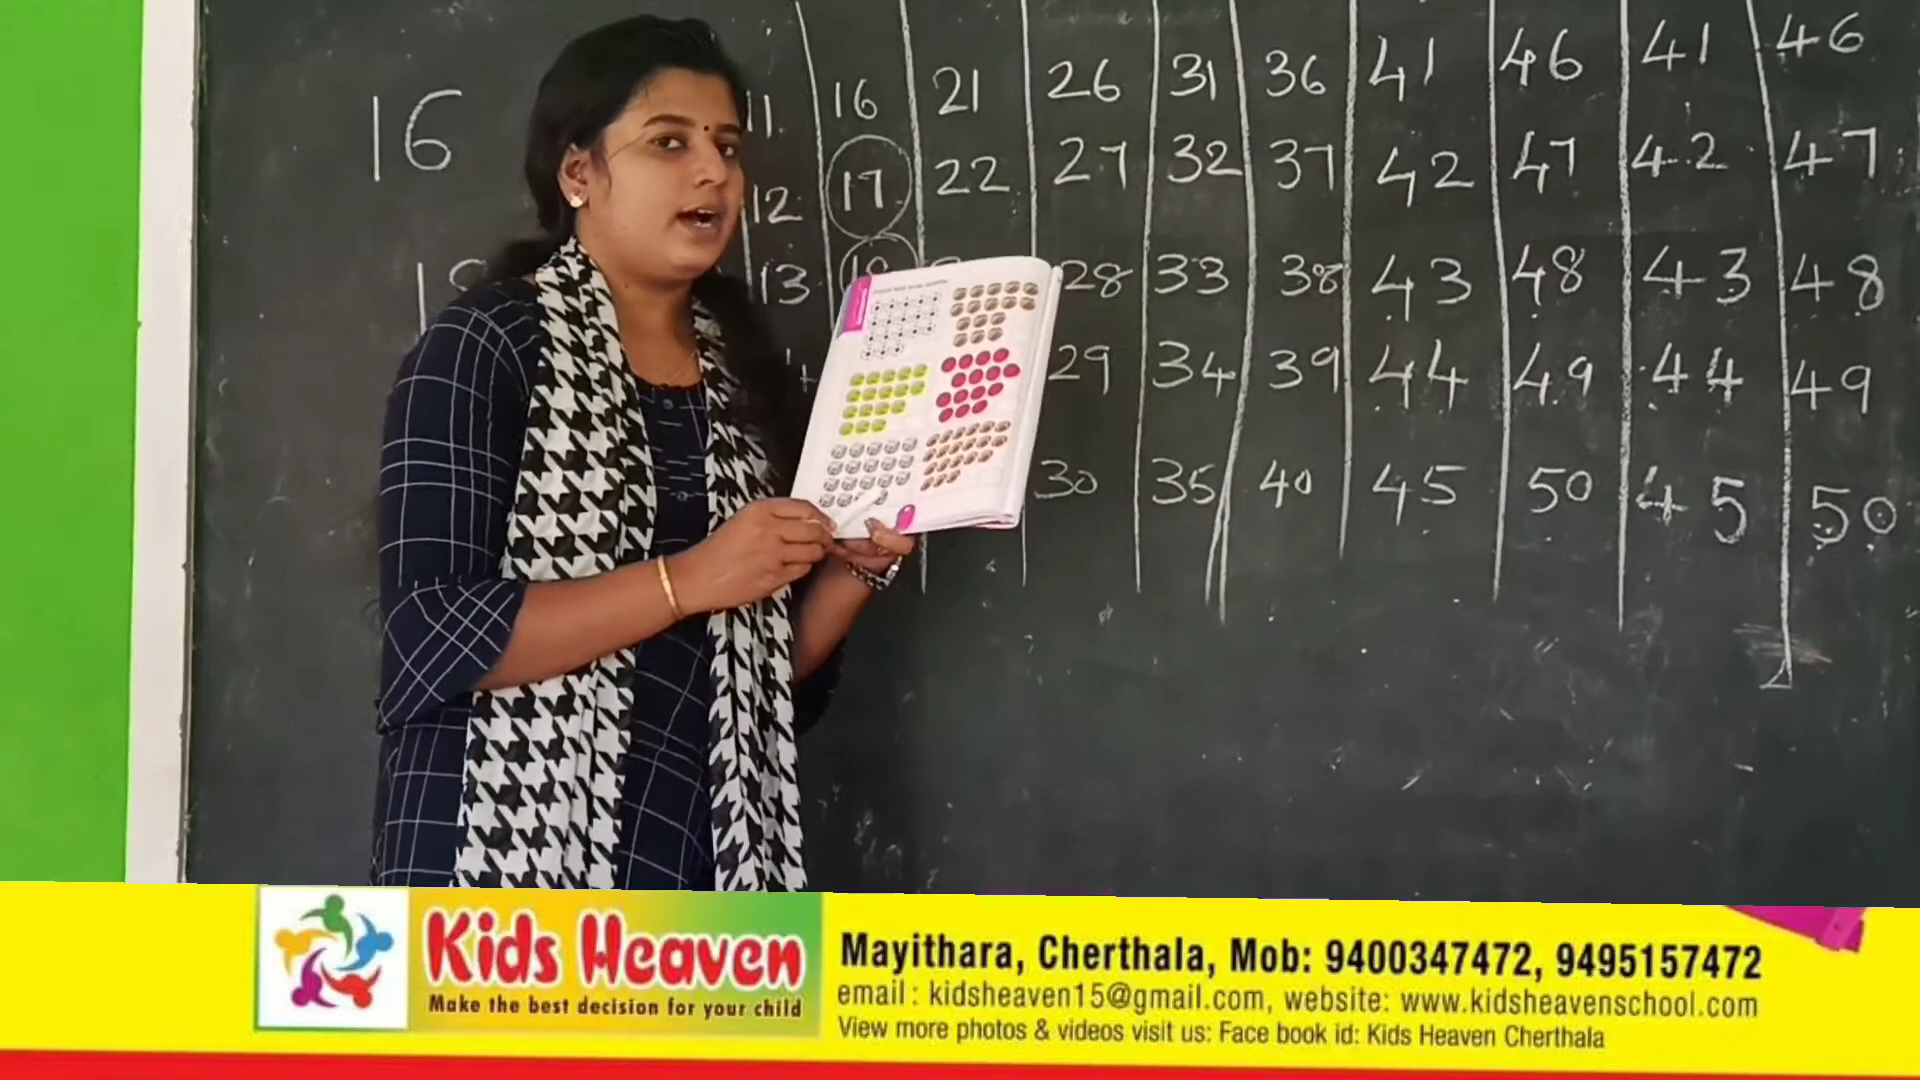 16 11 16 21 26 31 36 41 46 41 46
12 17 22 27 32 37 42 47 42 47
13 28 33 38 43 48 43 48
29 34 39 44 49 44 49
30 35 40 45 50 45 50
Kids Heaven
Make the best decision for your child
Mayithara, Cherthala, Mob: 9400347472, 9495157472
email : kidsheaven15@gmail.com, website: www.kidsheavenschool.com
View more photos & videos visit us: Face book id: Kids Heaven Cherthala